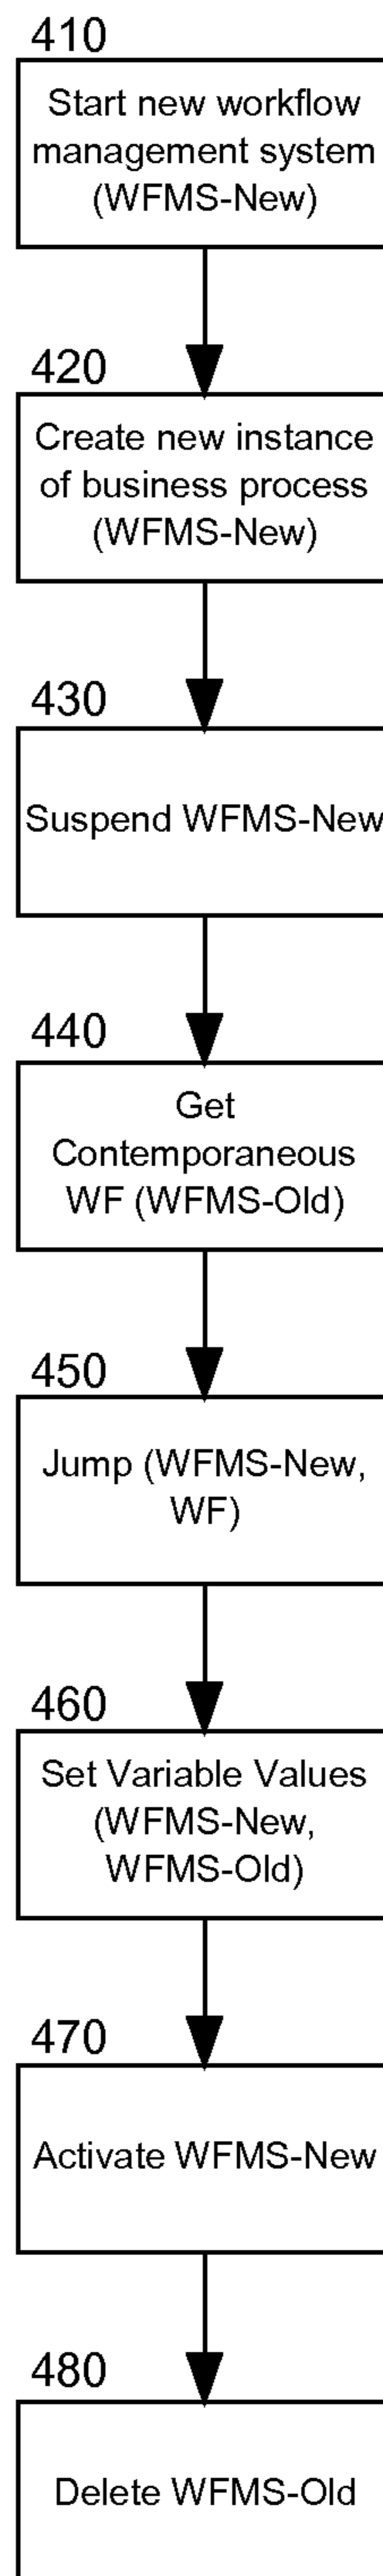 410
Start new workflow
management system
(WFMS-New)
420
Create new instance
of business process
(WFMS-New)
430
Suspend WFMS-New
440
Get
Contemporaneous
WF (WFMS-Old)
450
Jump (WFMS-New,
WF)
460
Set Variable Values
(WFMS-New,
WFMS-Old)
470
Activate WFMS-New
480
Delete WFMS-Old